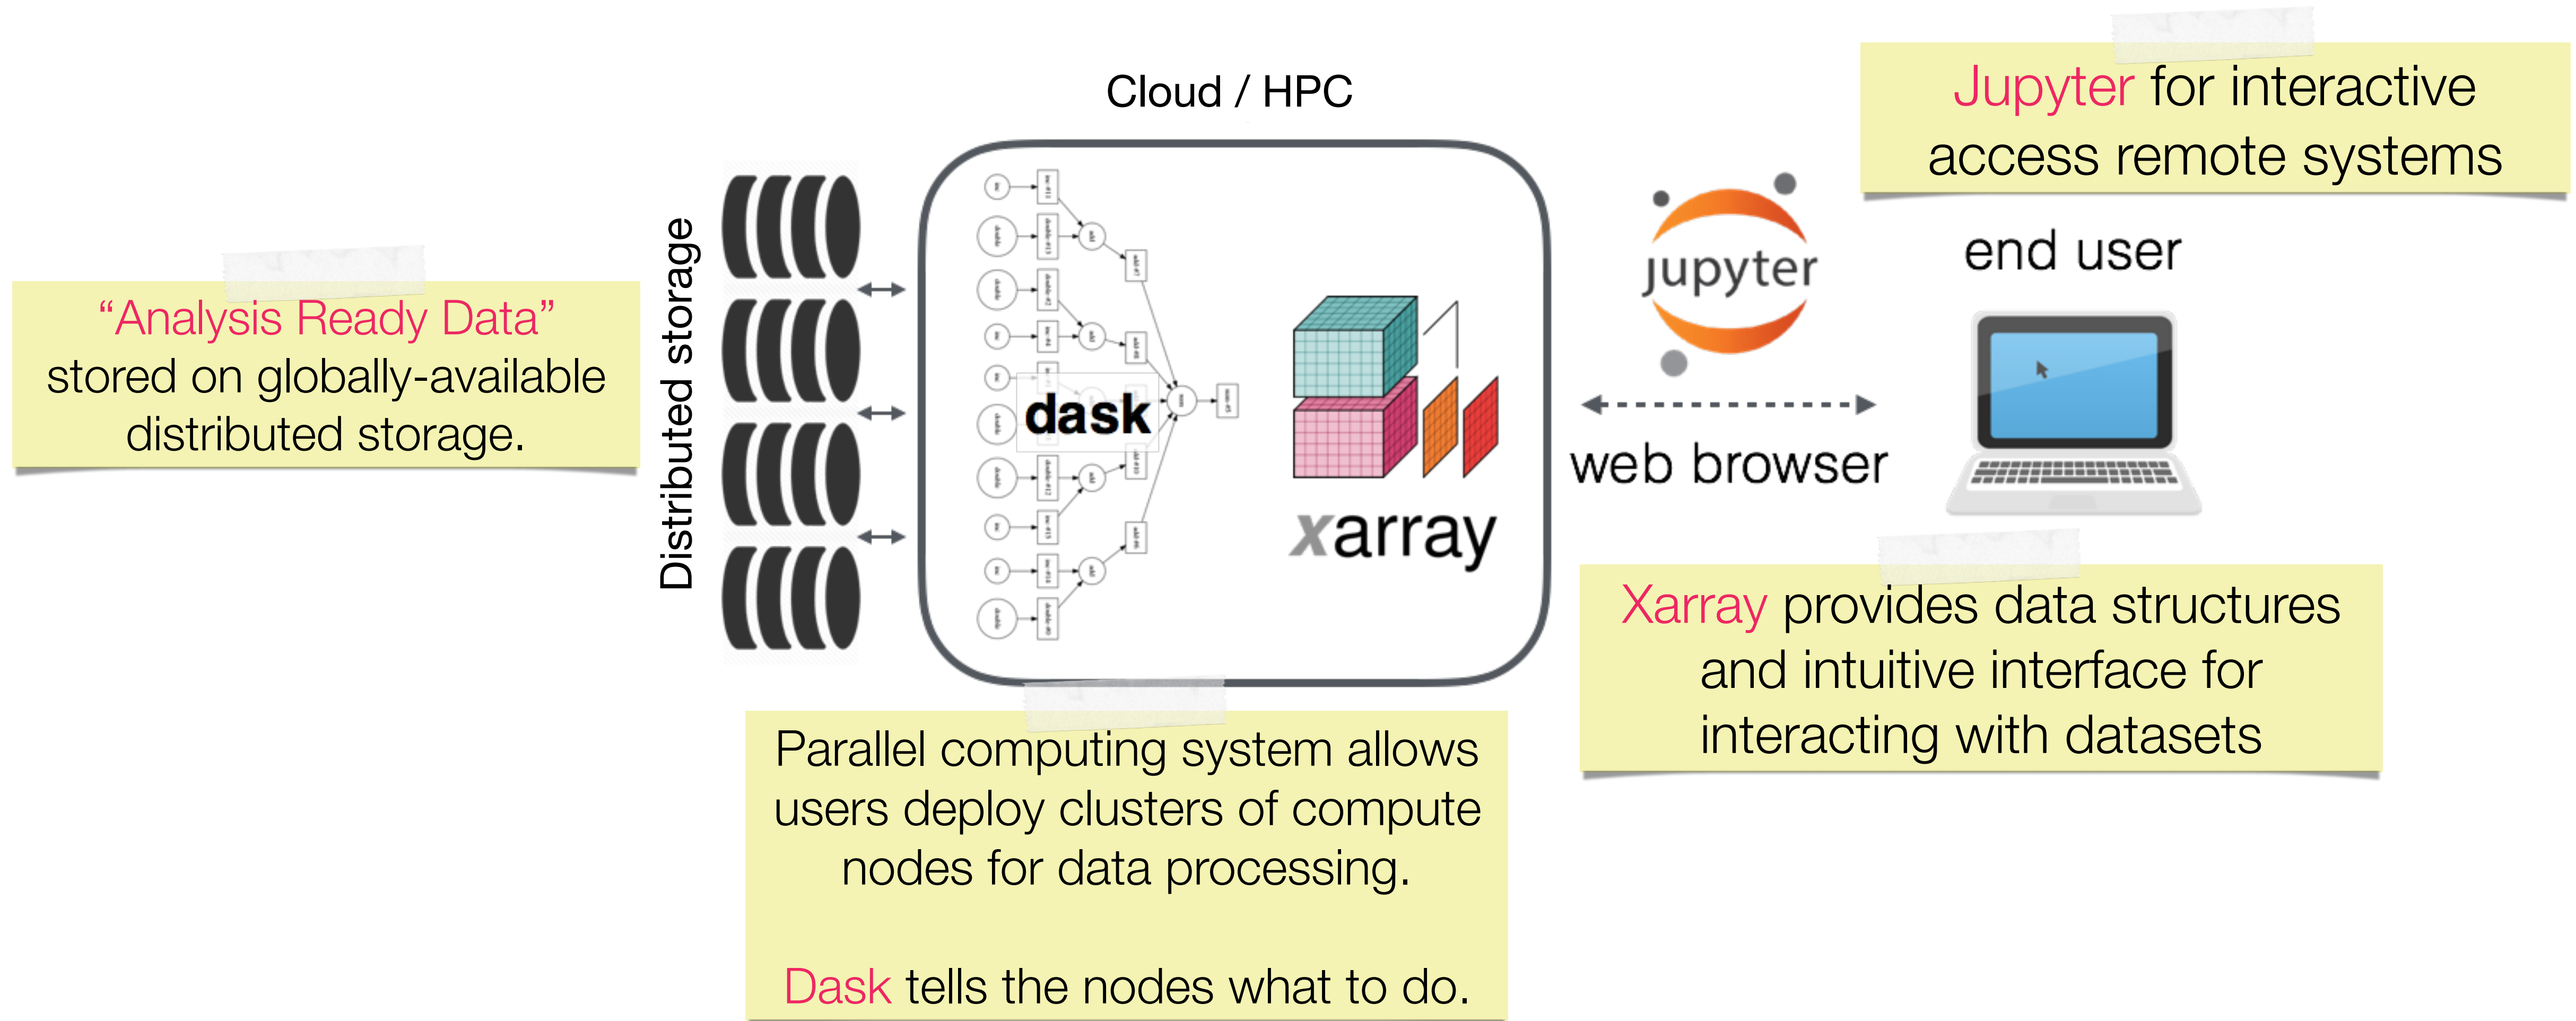 Cloud / HPC
Jupyter for interactive
access remote systems
end user
jupyter
Distributed storage
“Analysis Ready Data”
stored on globally-available
distributed storage.
dask
xarray
web browser
Xarray provides data structures
and intuitive interface for
interacting with datasets
Parallel computing system allows
users deploy clusters of compute
nodes for data processing.
Dask tells the nodes what to do.